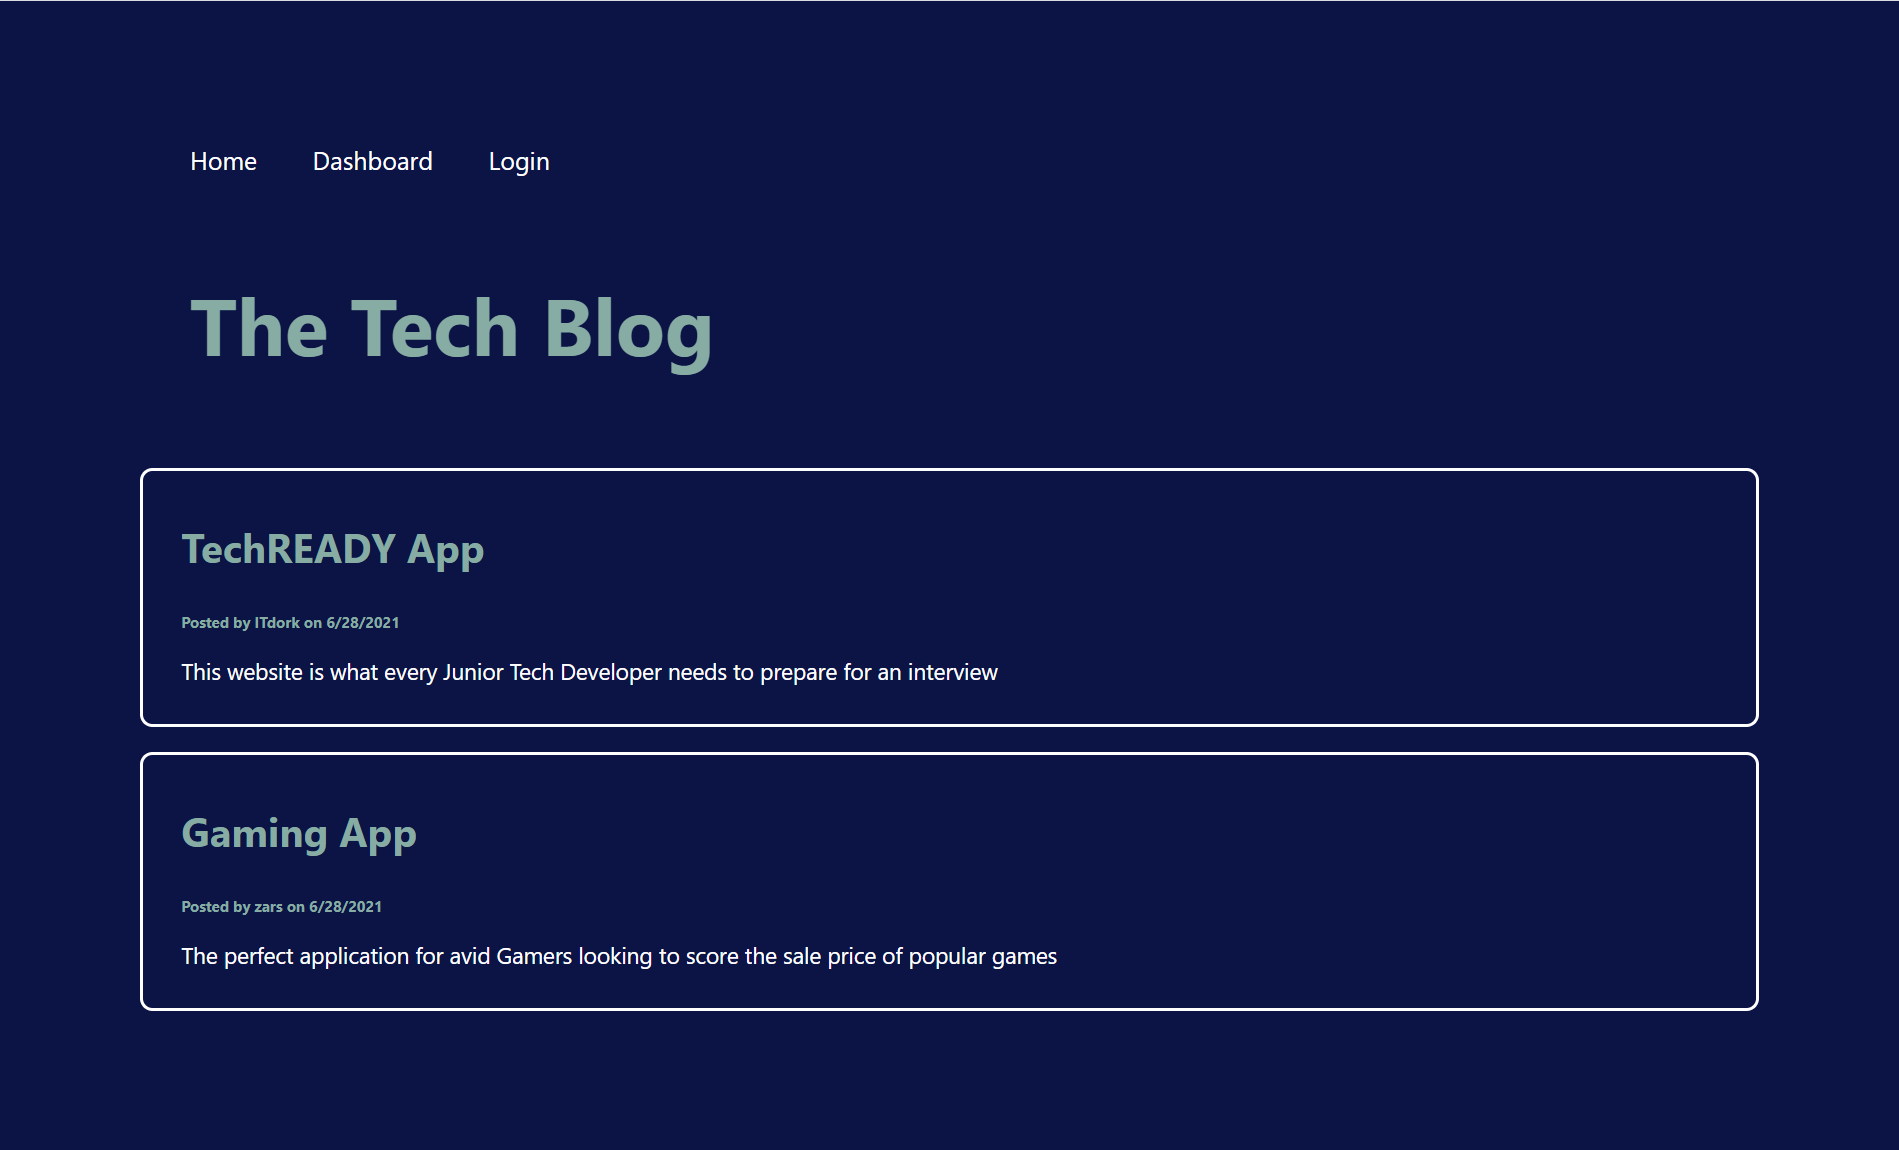 Home Dashboard Login
The Tech Blog
TechREADY App
Posted by ITdork on 6/28/2021
This website is what every Junior Tech Developer needs to prepare for an interview
Gaming App
Posted by zars on 6/28/2021
The perfect application for avid Gamers looking to score the sale price of popular games